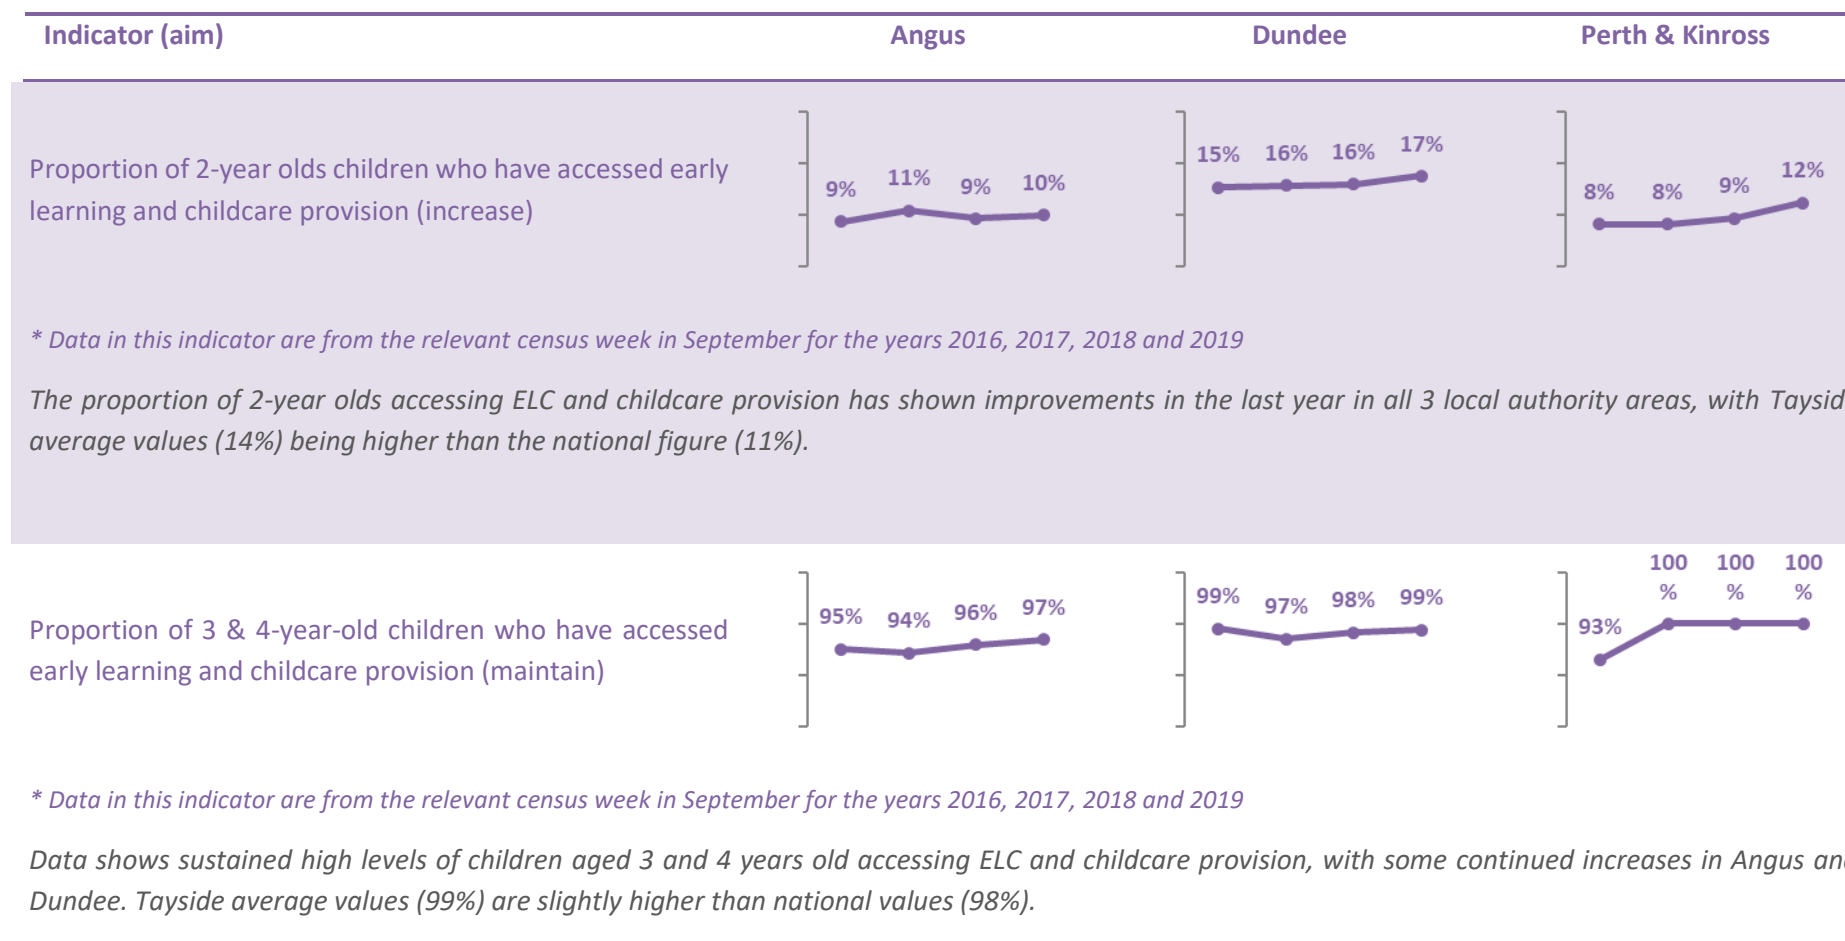 Indicator (aim) Angus Dundee Perth & Kinross
Proportion of 2-year olds children who have accessed early
learning and childcare provision (increase)
9% 11% 9% 10%
15% 16% 16% 17%
8% 8% 9% 12%
* Data in this indicator are from the relevant census week in September for the years 2016, 2017, 2018 and 2019
The proportion of 2-year olds accessing ELC and childcare provision has shown improvements in the last year in all 3 local authority areas, with Taysid
average values (14%) being higher than the national figure (11%).
Proportion of 3 & 4-year-old children who have accessed
early learning and childcare provision (maintain)
95% 94% 96% 97%
99% 97% 98% 99%
93% 100 % 100 % 100 %
* Data in this indicator are from the relevant census week in September for the years 2016, 2017, 2018 and 2019
Data shows sustained high levels of children aged 3 and 4 years old accessing ELC and childcare provision, with some continued increases in Angus an
Dundee. Tayside average values (99%) are slightly higher than national values (98%).